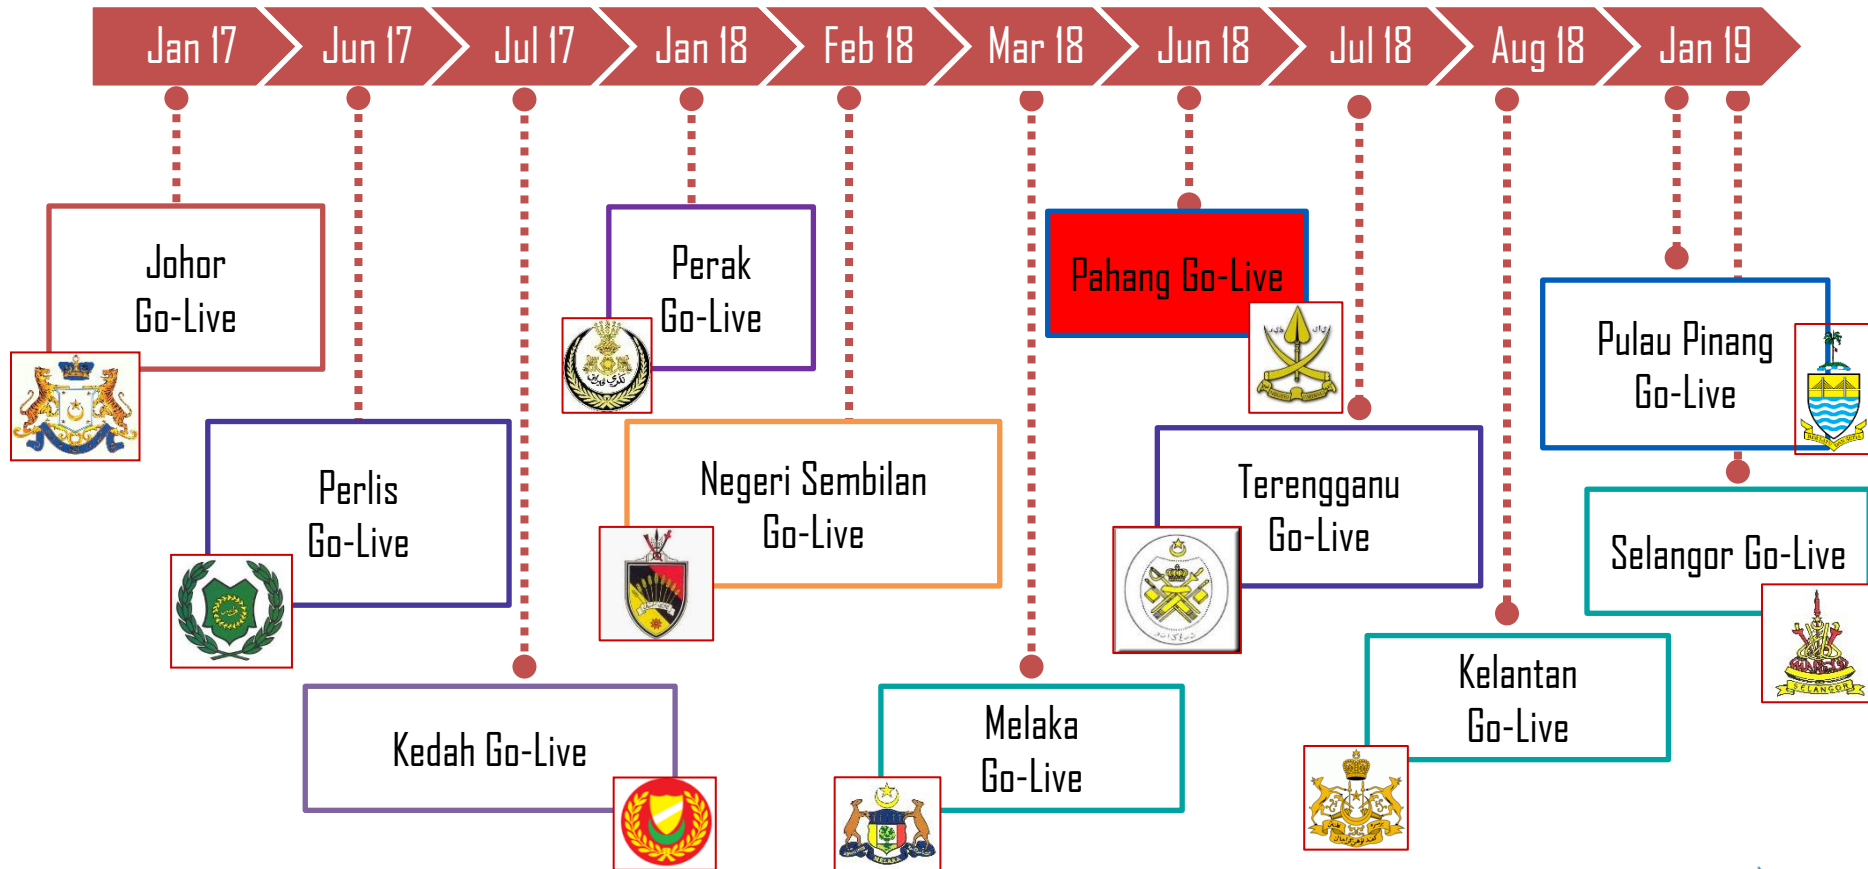 Jan 17
Jun 17
Jul 17
Jan 18
Feb 18
Mar 18
Jun 18
Jul 18
Aug 18
Jan 19
Johor
Go-Live
Perak
Go-Live
Pahang Go-Live
Pulau Pinang
Go-Live
Perlis
Go-Live
Negeri Sembilan
Go-Live
Terengganu
Go-Live
Selangor Go-Live
SELANGOR
Kedah Go-Live
Melaka
Go-Live
MELAKA
Kelantan
Go-Live